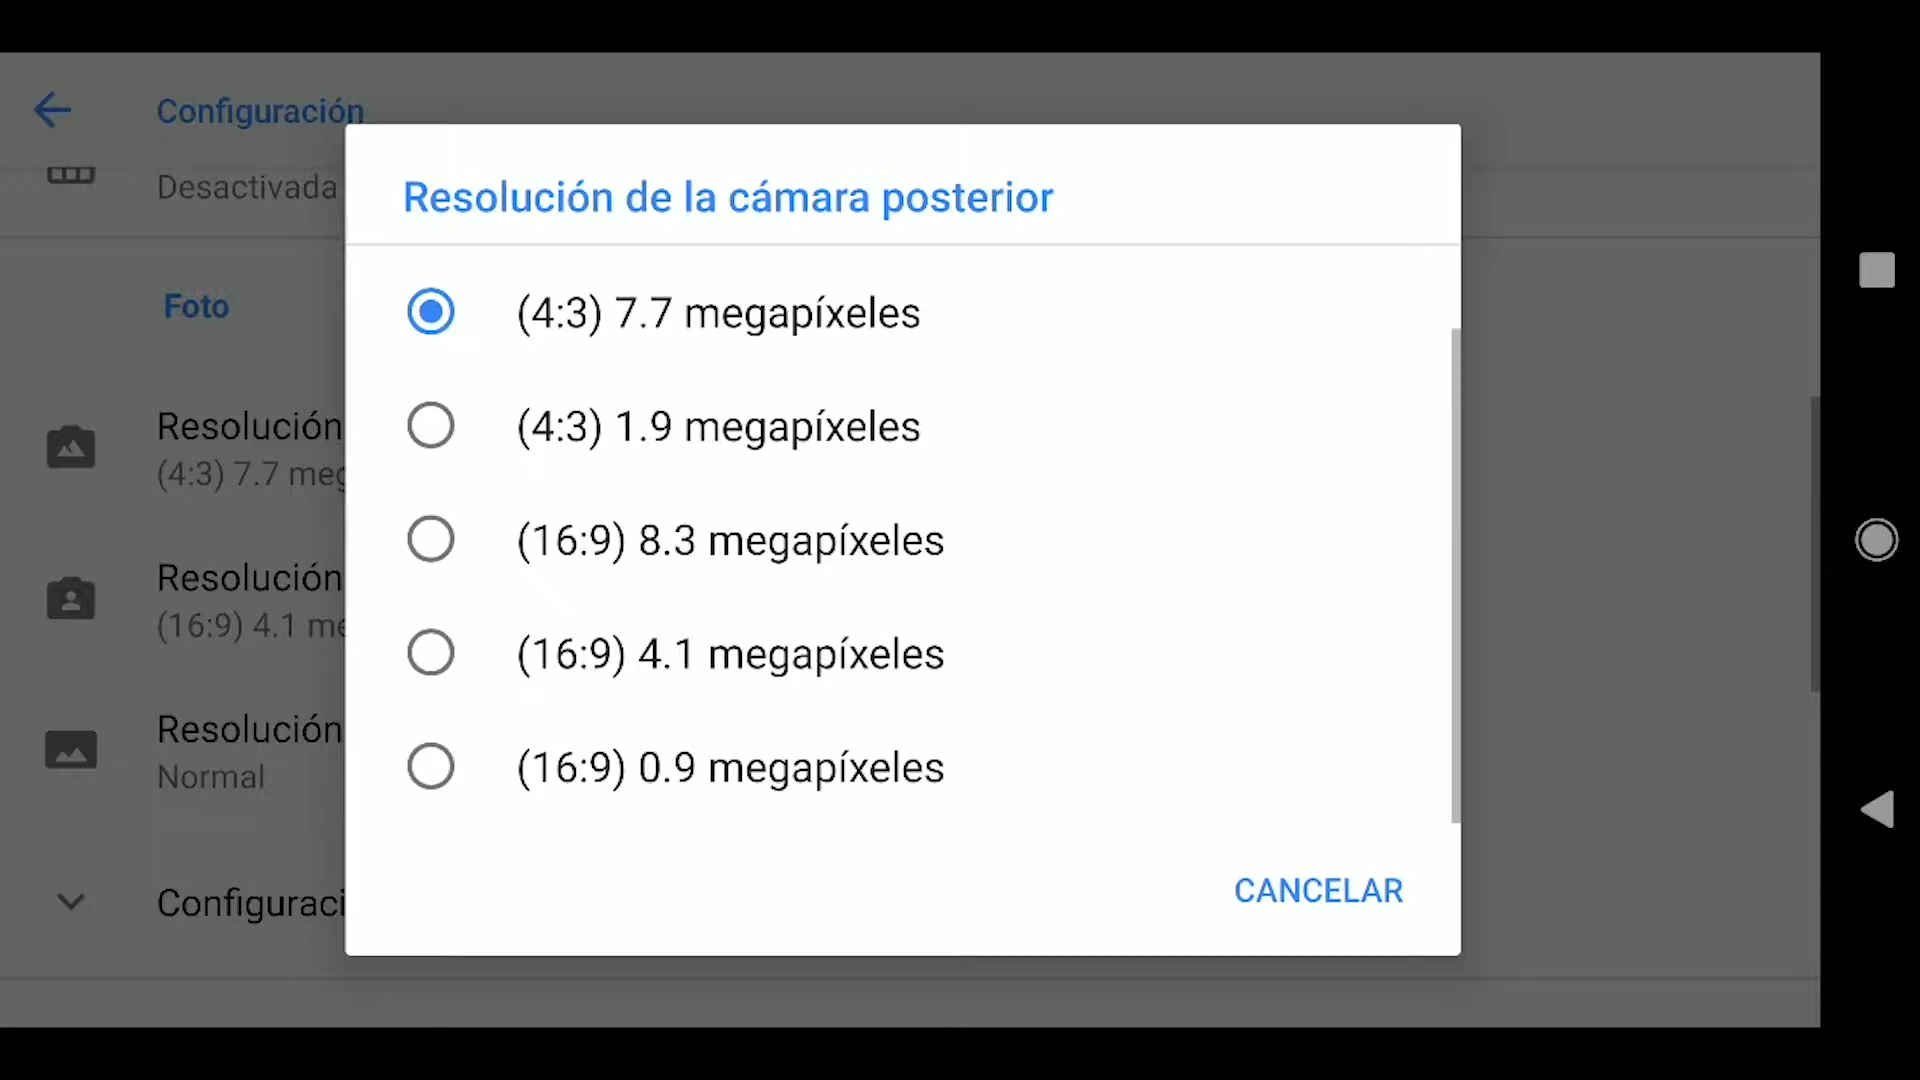 Configuración
Desactivada
Foto
Resolución
(4:3) 7.7 meg
Resolución
(16:9) 4.1 me
Resolución
Normal
Configuraci
Resolución de la cámara posterior
(4:3) 7.7 megapíxeles
(4:3) 1.9 megapíxeles
(16:9) 8.3 megapíxeles
(16:9) 4.1 megapíxeles
(16:9) 0.9 megapíxeles
CANCELAR